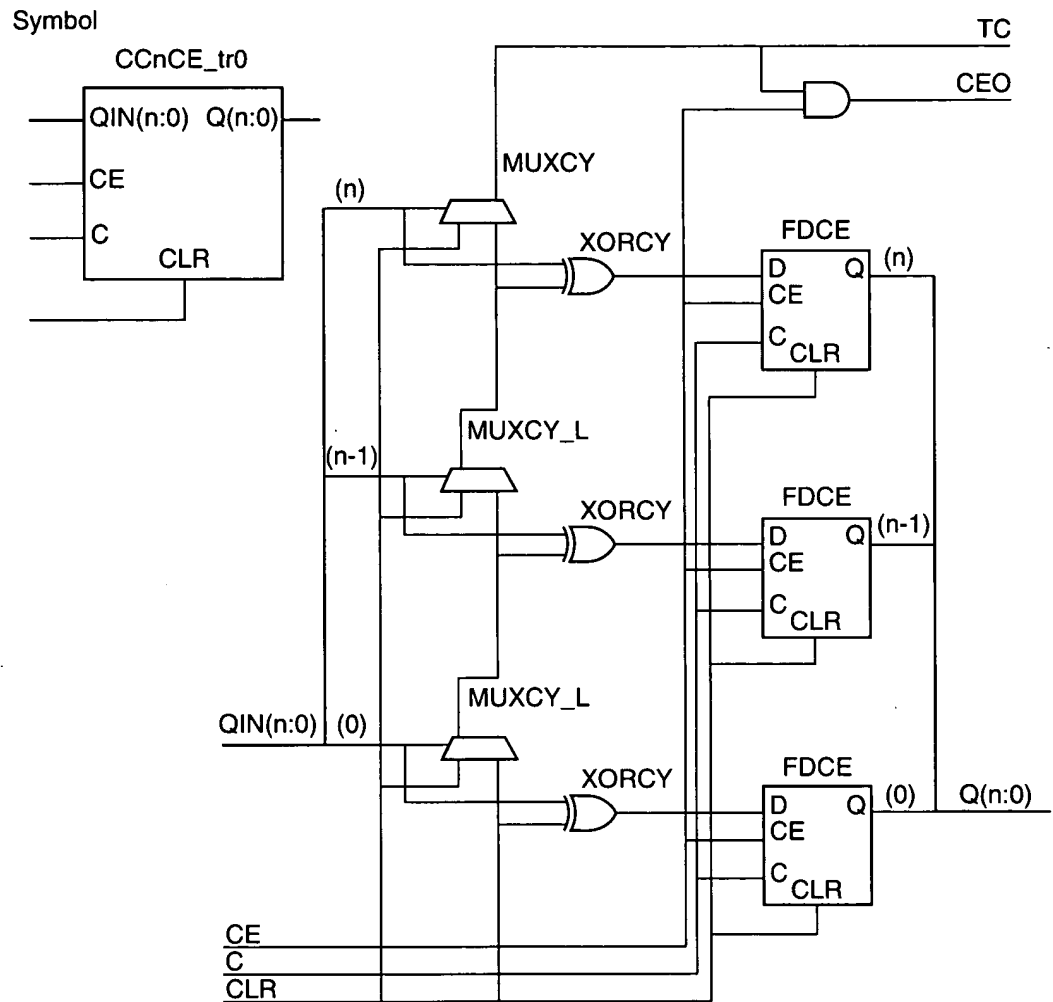 Symbol
CCnCE_tr0
QIN(n:0) Q(n:0)
CE
C
CLR
TC
CEO
MUXCY
(n)
XORCY
FDCE
D Q
(n)
CE
C
CLR
MUXCY_L
(n-1)
XORCY
FDCE
D Q
(n-1)
CE
C
CLR
MUXCY_L
QIN(n:0) (0)
XORCY
FDCE
D Q
(0) Q(n:0)
CE
C
CLR
CE
C
CLR